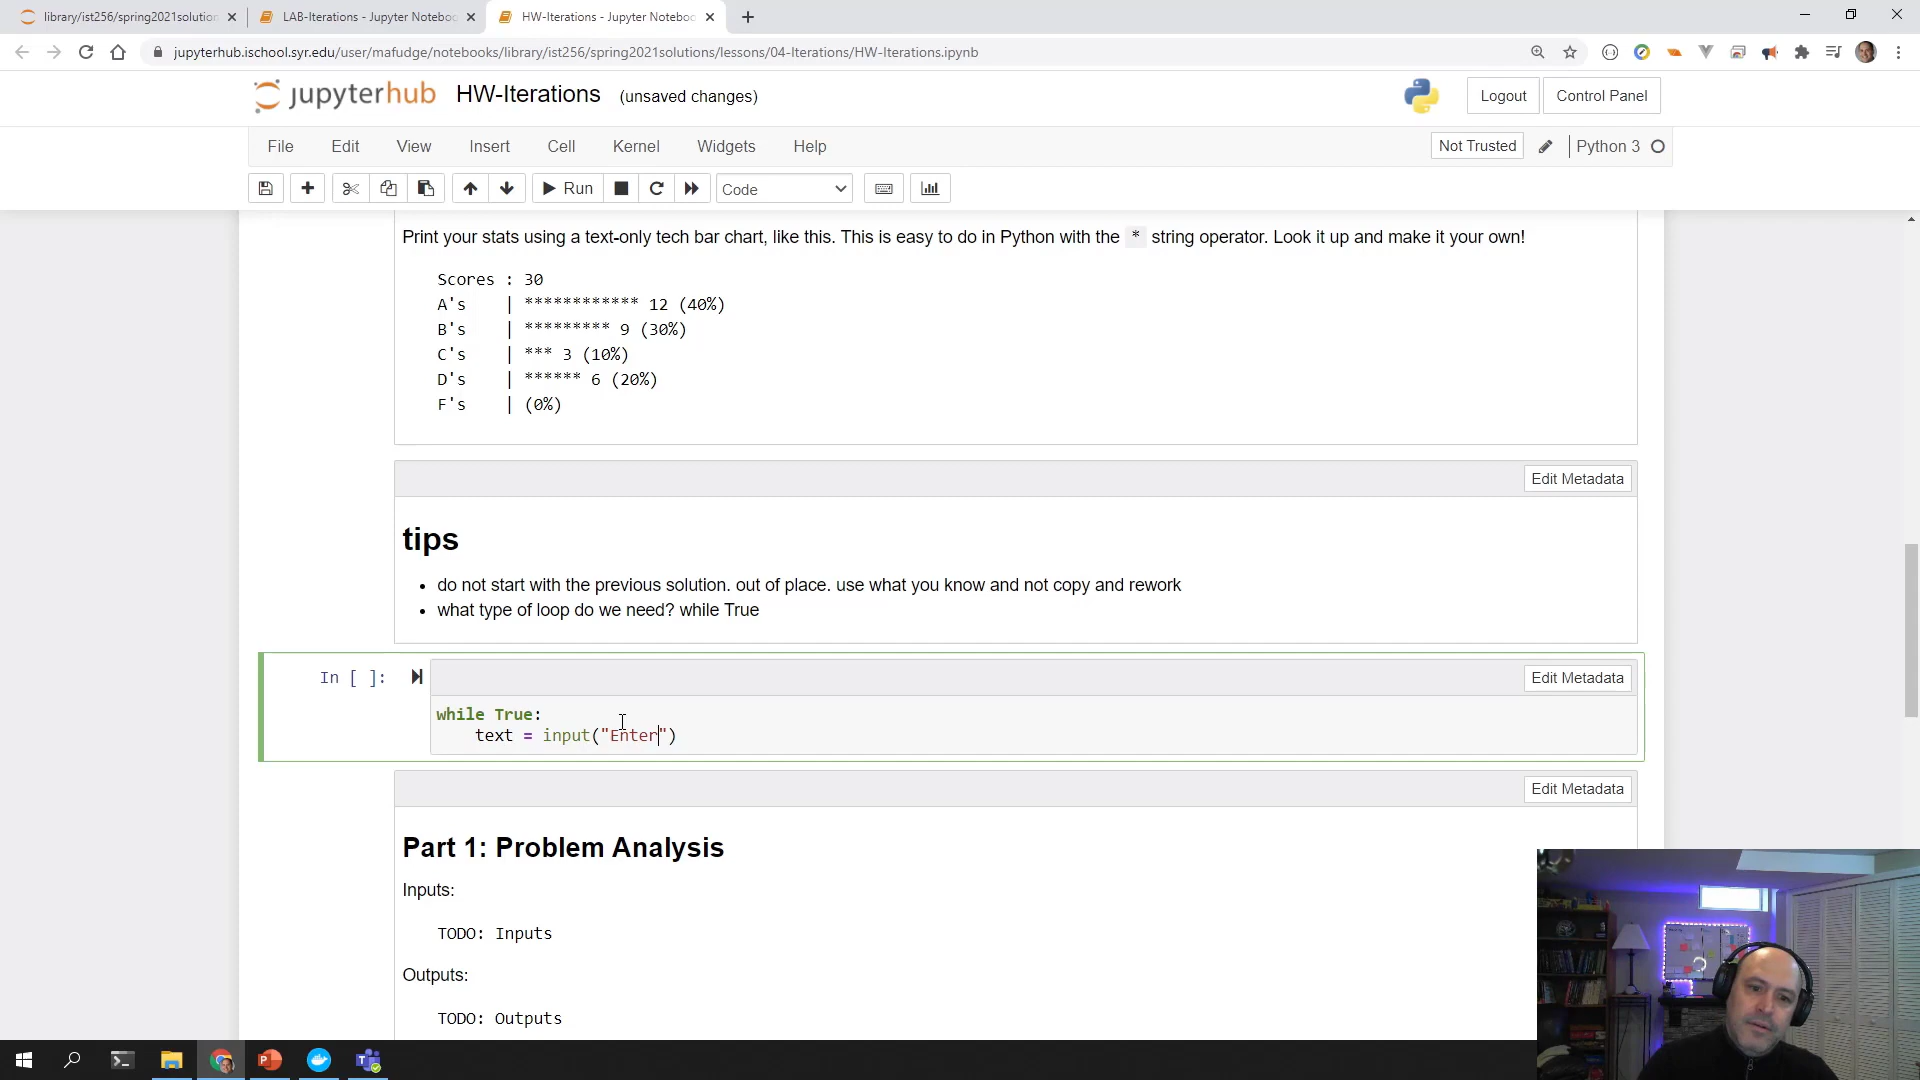 library/ist256/spring2021solution
LAB-Iterations - Jupyter Notebo
HW-Iterations - Jupyter Noteboo
jupyterhub.ischool.syr.edu/user/mafudge/notebooks/library/ist256/spring2021solutions/lessons/04-Iterations/HW-Iterations.ipynb
jupyterhub HW-Iterations (unsaved changes)
Logout Control Panel
File Edit View Insert Cell Kernel Widgets Help
Not Trusted Python 3
Run Code
Print your stats using a text-only tech bar chart, like this. This is easy to do in Python with the * string operator. Look it up and make it your own!
Scores : 30
A's | ************ 12 (40%)
B's | ********* 9 (30%)
C's | *** 3 (10%)
D's | ****** 6 (20%)
F's | (0%)
Edit Metadata
tips
• do not start with the previous solution. out of place. use what you know and not copy and rework
• what type of loop do we need? while True
In [ ]:
Edit Metadata
while True:
text = input("Enter")
Edit Metadata
Part 1: Problem Analysis
Inputs:
TODO: Inputs
Outputs:
TODO: Outputs